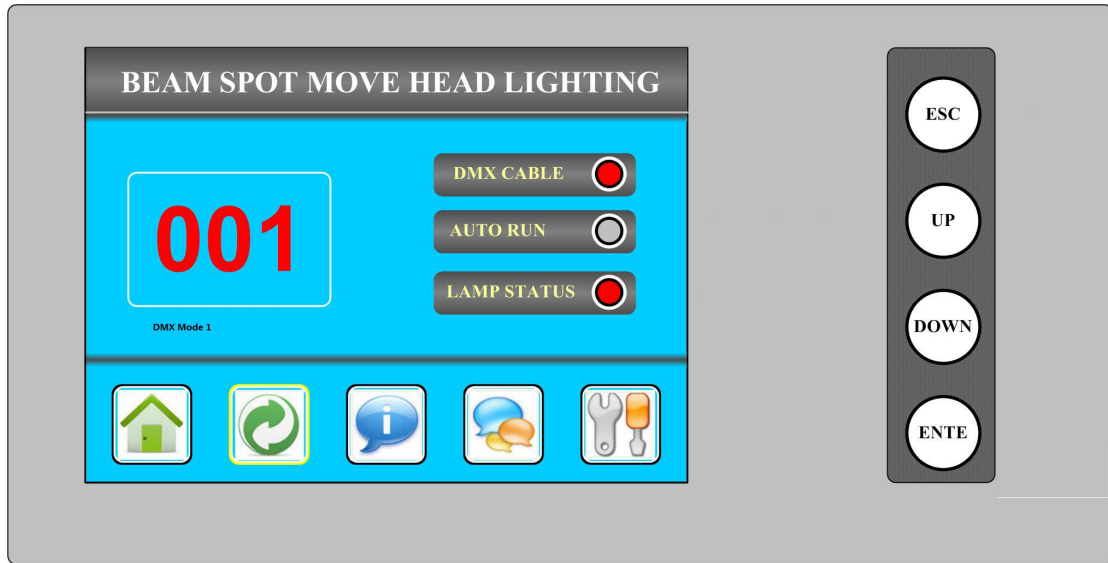 BEAM SPOT MOVE HEAD LIGHTING
001
DMX Mode 1
DMX CABLE
AUTO RUN
LAMP STATUS
i
ESC
UP
DOWN
ENTE